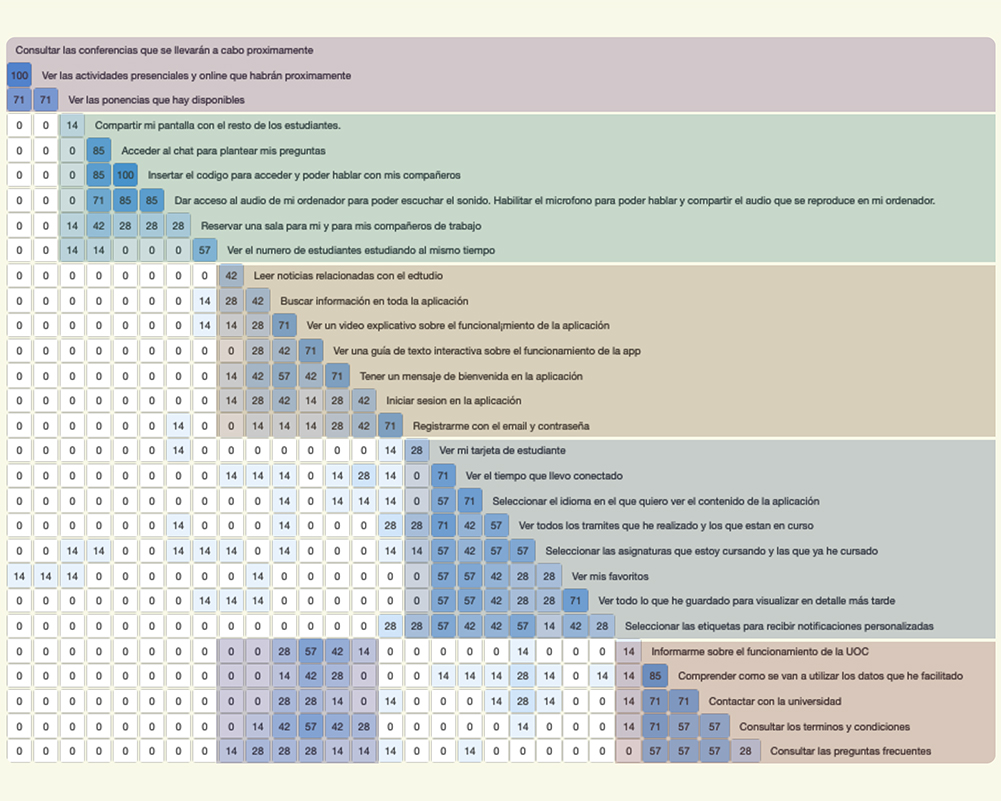 Consultar las conferencias que se llevarán a cabo proximamente
100 Ver las actividades presenciales y online que habrán proximamente
71 71 Ver las ponencias que hay disponibles
0 0 14 Compartir mi pantalla con el resto de los estudiantes.
0 0 0 85 Acceder al chat para plantear mis preguntas
0 0 0 85 100 Insertar el codigo para acceder y poder hablar con mis compañeros
0 0 0 71 85 85 Dar acceso al audio de mi ordenador para poder escuchar el sonido. Habilitar el microfono para poder hablar y compartir el audio que se reproduce en mi ordenador.
0 0 14 42 28 28 28 Reservar una sala para mi y para mis compañeros de trabajo
0 0 14 14 0 0 0 57 Ver el numero de estudiantes estudiando al mismo tiempo
0 0 0 0 0 0 0 0 42 Leer noticias relacionadas con el edtudio
0 0 0 0 0 0 0 14 28 42 Buscar información en toda la aplicación
0 0 0 0 0 0 0 14 14 28 71 Ver un video explicativo sobre el funcional¡miento de la aplicación
0 0 0 0 0 0 0 0 0 28 42 71 Ver una guía de texto interactiva sobre el funcionamiento de la app
0 0 0 0 0 0 0 0 14 42 57 42 71 Tener un mensaje de bienvenida en la aplicación
0 0 0 0 0 0 0 0 14 28 42 14 28 42 Iniciar sesion en la aplicación
0 0 0 0 0 0 14 0 0 14 14 14 28 42 71 Registrarme con el email y contraseña
0 0 0 0 0 0 14 0 0 0 0 0 0 0 14 28 Ver mi tarjeta de estudiante
0 0 0 0 0 0 0 0 14 14 14 0 14 28 14 0 71 Ver el tiempo que llevo conectado
0 0 0 0 0 0 0 0 0 0 14 0 14 14 14 0 57 71 Seleccionar el idioma en el que quiero ver el contenido de la aplicación
0 0 0 0 0 0 14 0 0 0 14 0 0 0 28 28 71 42 57 Ver todos los tramites que he realizado y los que estan en curso
0 0 14 14 0 0 14 14 14 0 14 0 0 0 14 14 57 42 57 57 Seleccionar las asignaturas que estoy cursando y las que ya he cursado
14 14 14 0 0 0 0 0 0 14 0 0 0 0 0 0 57 57 42 28 28 Ver mis favoritos
0 0 0 0 0 0 0 14 14 14 0 0 0 0 0 0 57 57 42 28 28 71 Ver todo lo que he guardado para visualizar en detalle más tarde
0 0 0 0 0 0 0 0 0 0 0 0 0 0 28 28 57 42 42 57 14 42 28 Seleccionar las etiquetas para recibir notificaciones personalizadas
0 0 0 0 0 0 0 0 0 0 28 57 42 14 0 0 0 0 0 14 0 0 0 14 Informarme sobre el funcionamiento de la UOC
0 0 0 0 0 0 0 0 0 0 14 42 28 0 0 0 14 14 14 28 14 0 14 14 85 Comprender como se van a utilizar los datos que he facilitado
0 0 0 0 0 0 0 0 0 0 28 28 14 0 14 0 0 0 14 28 14 0 0 14 71 71 Contactar con la universidad
0 0 0 0 0 0 0 0 0 14 42 57 42 28 0 0 0 0 0 14 0 0 0 14 71 57 57 Consultar los terminos y condiciones
0 0 0 0 0 0 0 0 14 28 28 28 14 14 14 0 0 14 0 0 0 0 0 0 57 57 57 28 Consultar las preguntas frecuentes